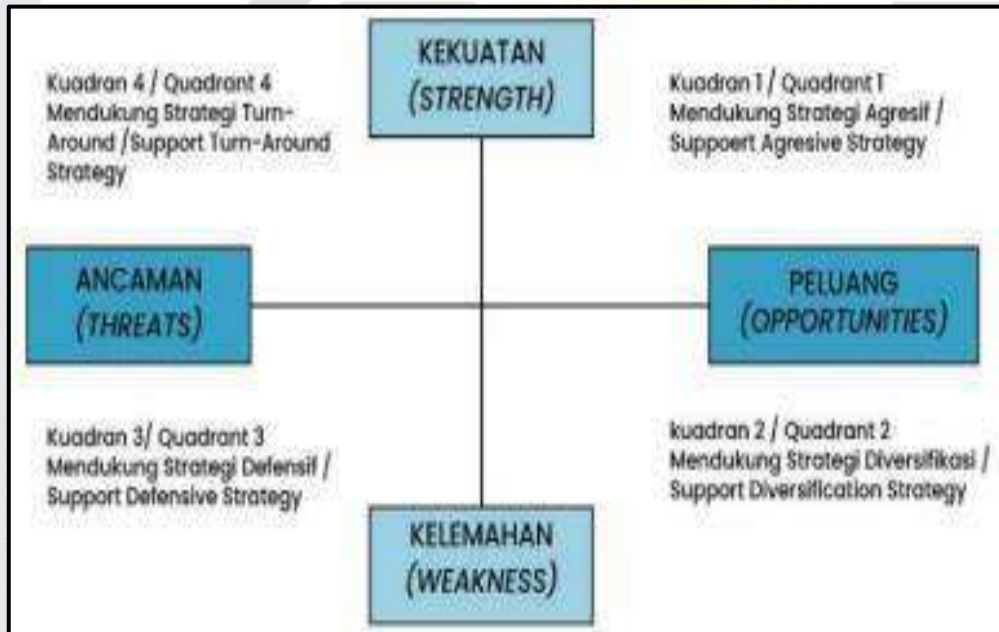 KEKUATAN
(STRENGTH)
Kuadran 4 / Quadrant 4
Mendukung Strategi Turn-
Around /Support Turn-Around
Strategy
Kuadran 1 / Quadrant 1
Mendukung Strategi Agresif /
Suppoert Agresive Strategy
ANCAMAN
(THREATS)
PELUANG
(OPPORTUNITIES)
Kuadran 3/ Quadrant 3
Mendukung Strategi Defensif /
Support Defensive Strategy
kuadran 2 / Quadrant 2
Mendukung Strategi Diversifikasi /
Support Diversification Strategy
KELEMAHAN
(WEAKNESS)